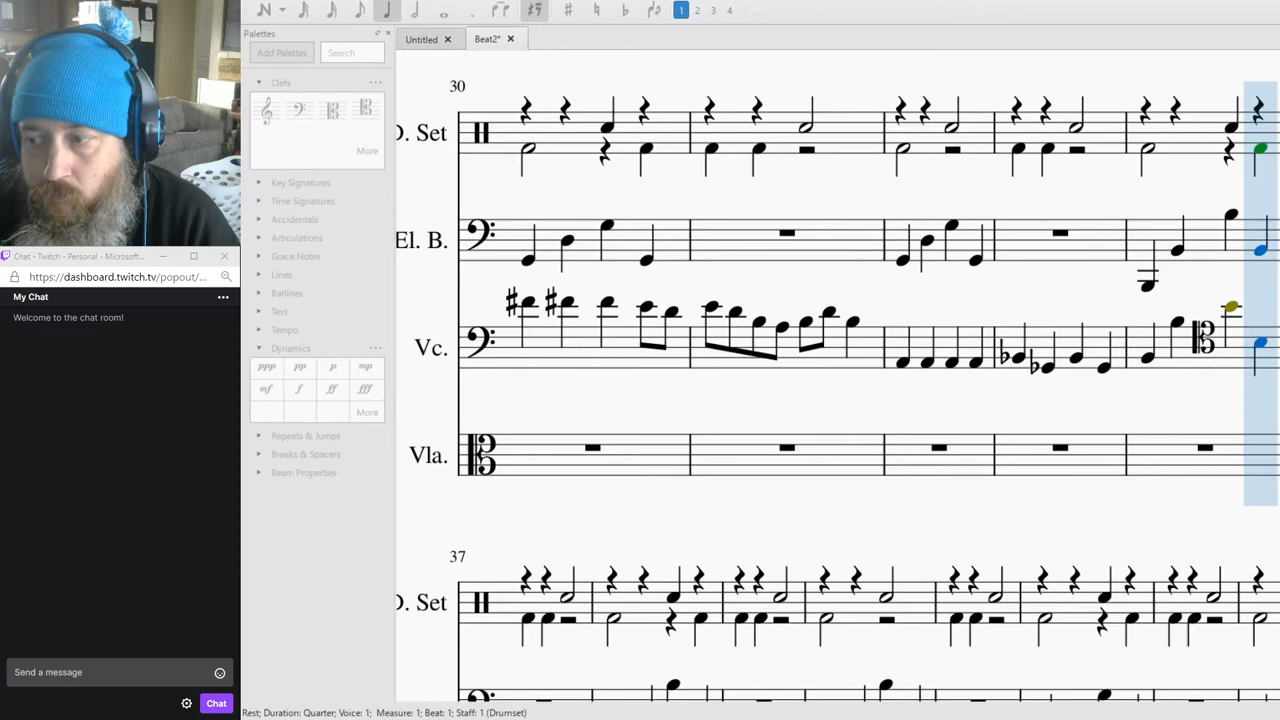 1 2 3 4
Palettes
Untitled
Beat2*
Add Palettes
Search
Clefs
More
Key Signatures
Time Signatures
Accidentals
Articulations
Grace Notes
Lines
Barlines
Text
Tempo
Dynamics
ppp pp p mp
mf f ff fff
More
Repeats & Jumps
Breaks & Spacers
Beam Properties
30
D. Set
El. B.
Vc.
Vla.
37
D. Set
Chat - Twitch - Personal - Microsoft...
https://dashboard.twitch.tv/popout/...
My Chat
Welcome to the chat room!
Send a message
Chat
Rest; Duration: Quarter; Voice: 1; Measure: 1; Beat: 1; Staff: 1 (Drumset)